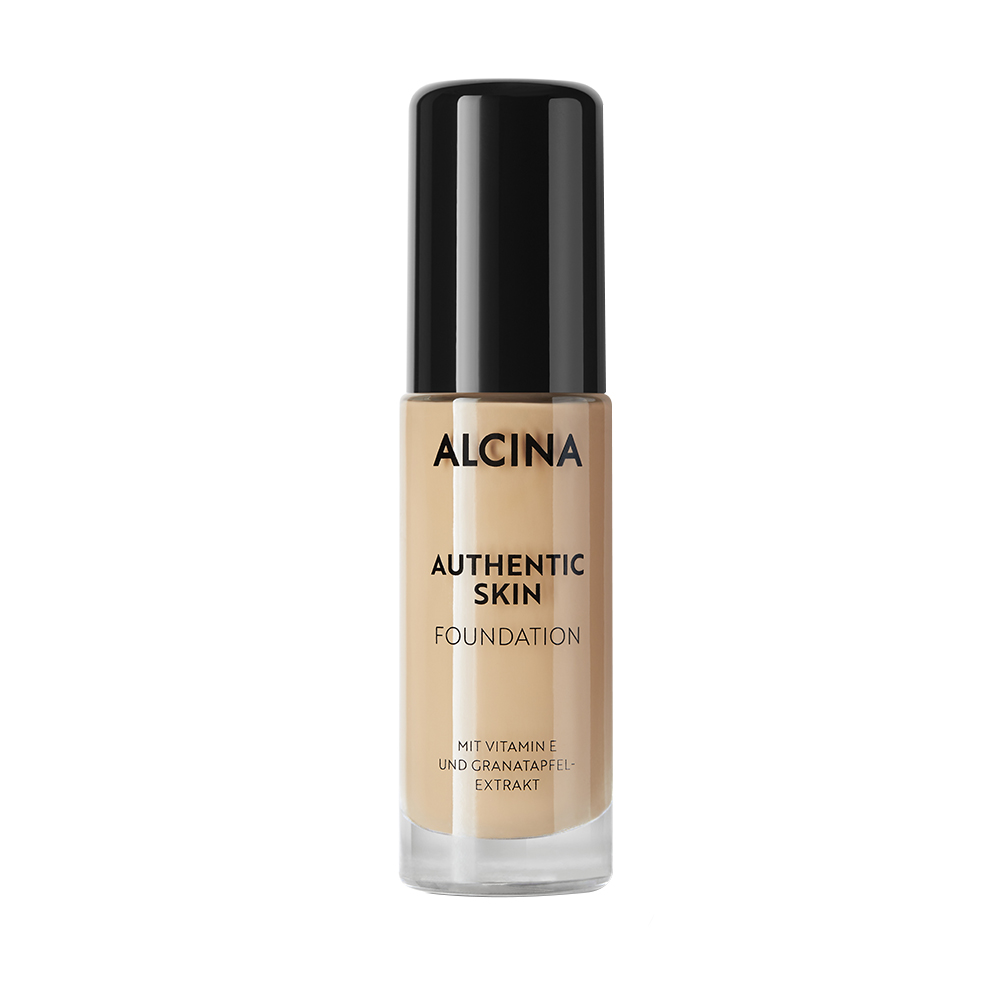 ALCINA
AUTHENTIC
SKIN
FOUNDATION
MIT VITAMIN E
UND GRANATAPFEL-
EXTRAKT